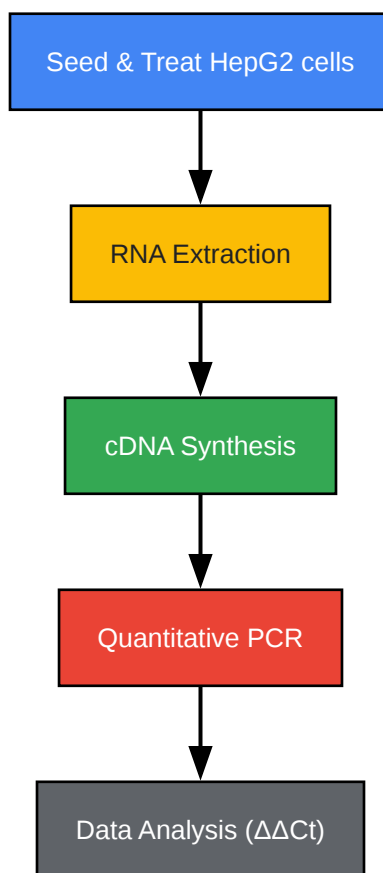 Seed & Treat HepG2 cells
RNA Extraction
cDNA Synthesis
Quantitative PCR
Data Analysis (ΔΔCt)